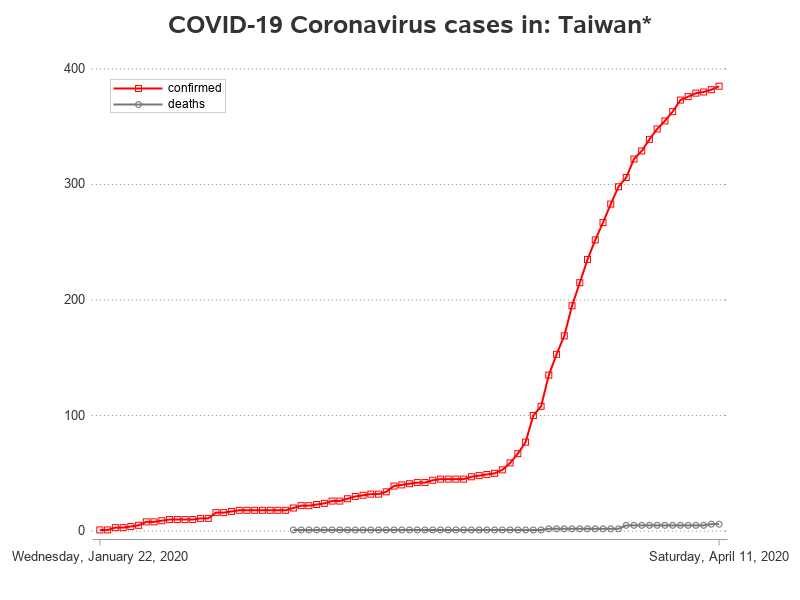 COVID-19 Coronavirus cases in: Taiwan*
400
confirmed
deaths
300
200
100
0
Wednesday, January 22, 2020
Saturday, April 11, 2020